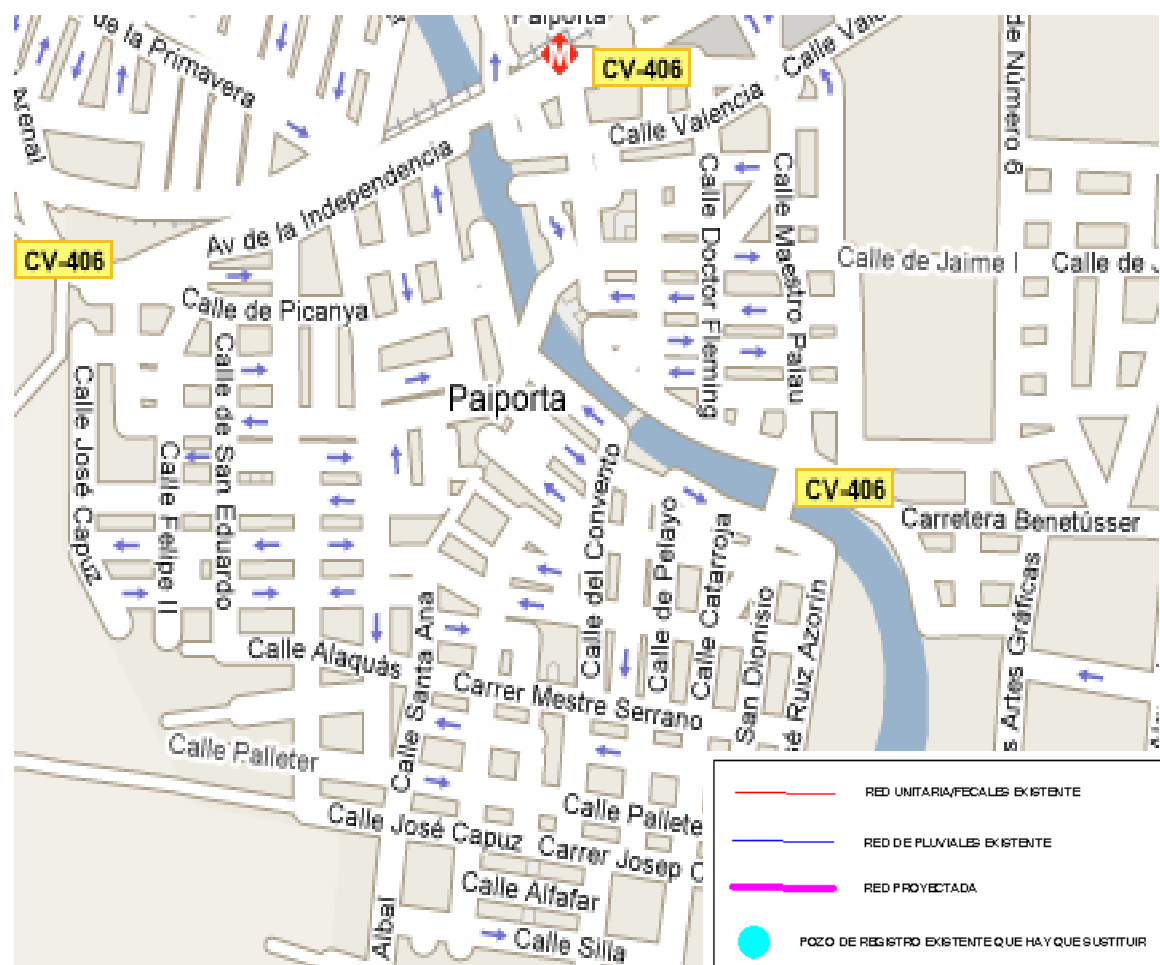 Paiporta
de la Primavera
M
CV-406
Calle Valencia
Arenal
Av de la Independencia
CV-406
Calle Doctor Fleming
Calle Maestro Palau
de Número 6
Calle de Jaime I
Calle de J
Calle de Picanya
Paiporta
Calle José Capuz
Calle Felipe II
Calle de San Eduardo
Calle del Convento
Calle de Pelayo
Calle Catarroja
San Dionisio
é Ruiz Azorín
CV-406
Carretera Benetússer
s Artes Gráficas
Calle Alaquás
Calle Santa Ana
Carrer Mestre Serrano
Calle Palleter
Calle Pallete
Calle José Capuz
Carrer Josep C
Calle Alfafar
Calle Silla
Albal
RED UNITARIA/FECALES EXISTENTE
RED DE PLUVIALES EXISTENTE
RED PROYECTADA
POZO DE REGISTRO EXISTENTE QUE HAY QUE SUSTITUIR